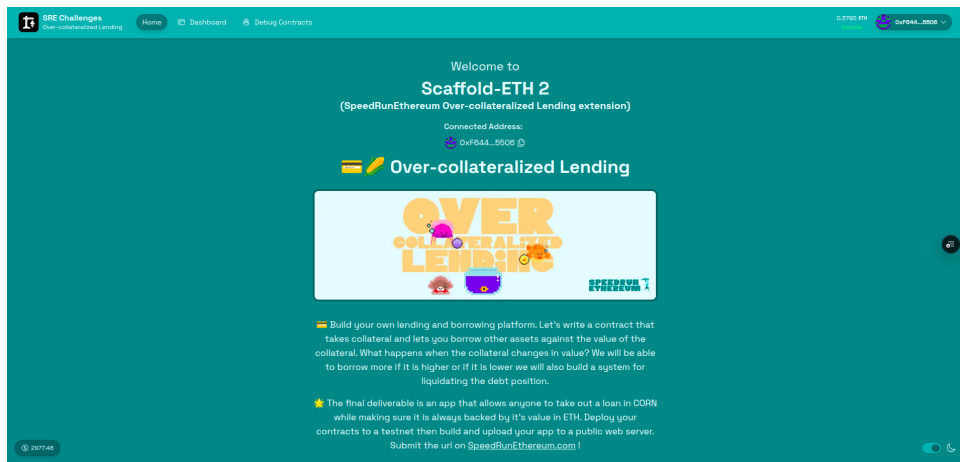 SRE Challenges
Over-collateralized Lending
Home
Dashboard
Debug Contracts
0.3790 ETH
Sepolia
0xF644...5506
Welcome to
Scaffold-ETH 2
(SpeedRunEthereum Over-collateralized Lending extension)
Connected Address:
0xF644...5506
Over-collateralized Lending
OVER
COLLATERALIZED
LENDING
SPEEDRUN
ETHEREUM
Build your own lending and borrowing platform. Let's write a contract that
takes collateral and lets you borrow other assets against the value of the
collateral. What happens when the collateral changes in value? We will be able
to borrow more if it is higher or if it is lower we will also build a system for
liquidating the debt position.
The final deliverable is an app that allows anyone to take out a loan in CORN
while making sure it is always backed by it's value in ETH. Deploy your
contracts to a testnet then build and upload your app to a public web server.
Submit the url on SpeedRunEthereum.com !
2977.46